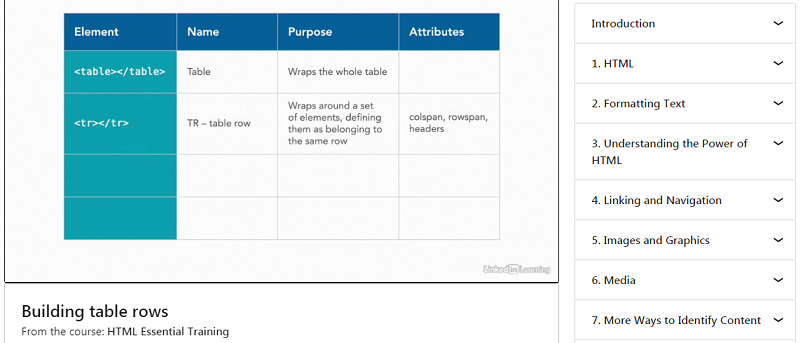 Element Name Purpose Attributes
<table></table> Table Wraps the whole table
<tr></tr> TR – table row Wraps around a set
of elements, defining
them as belonging to
the same row
colspan, rowspan,
headers
Linked in Learning
Building table rows
From the course: HTML Essential Training
Introduction
1. HTML
2. Formatting Text
3. Understanding the Power of
HTML
4. Linking and Navigation
5. Images and Graphics
6. Media
7. More Ways to Identify Content